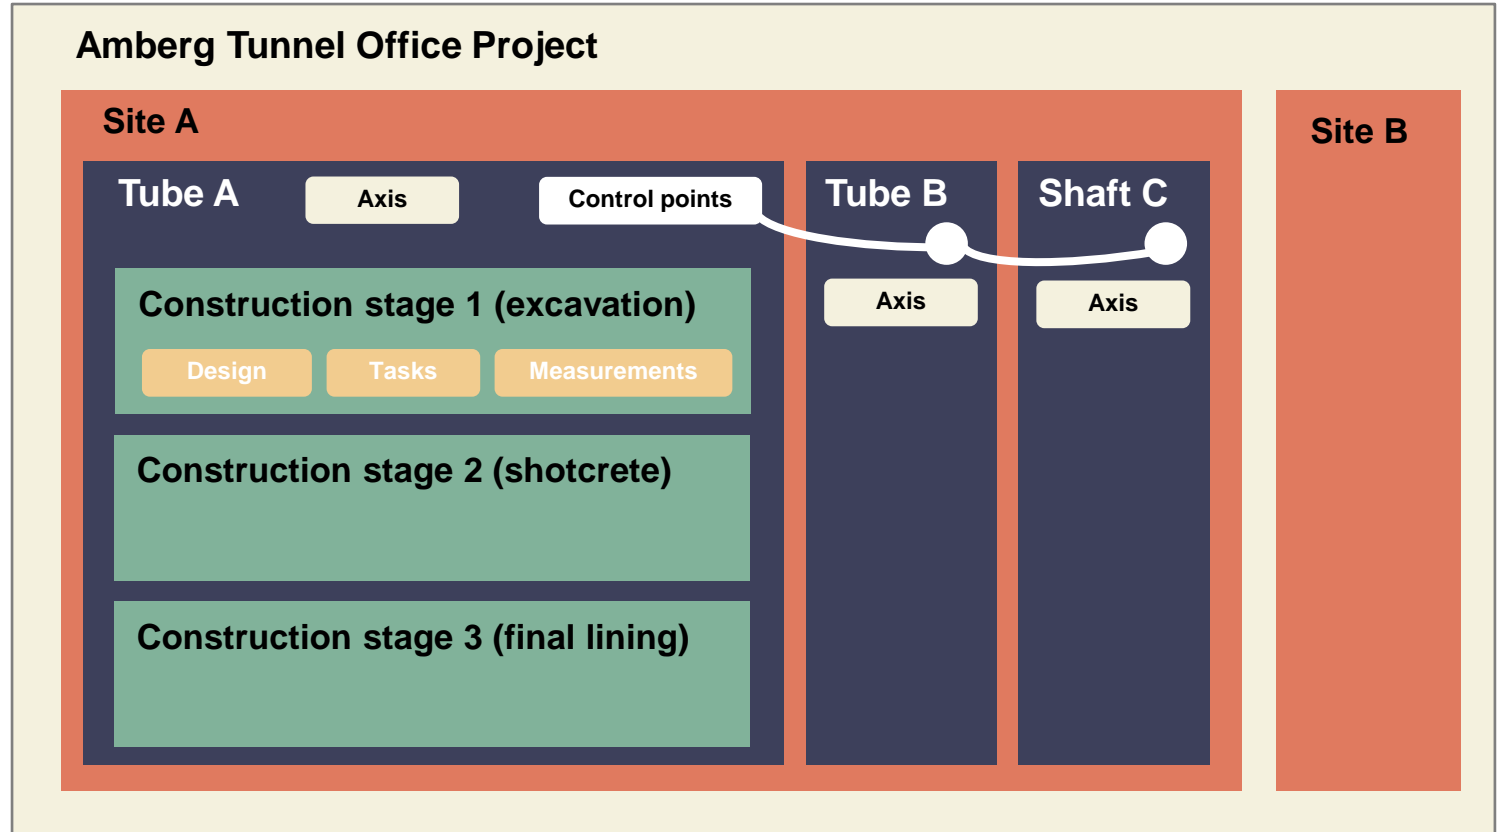 Amberg Tunnel Office Project
Site A
Site B
Tube A
Axis
Control points
Tube B
Shaft C
Axis
Axis
Construction stage 1 (excavation)
Design
Tasks
Measurements
Construction stage 2 (shotcrete)
Construction stage 3 (final lining)